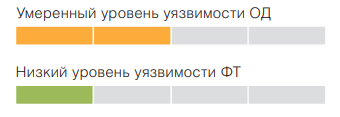 Умеренный уровень уязвимости ОД
Низкий уровень уязвимости ФТ